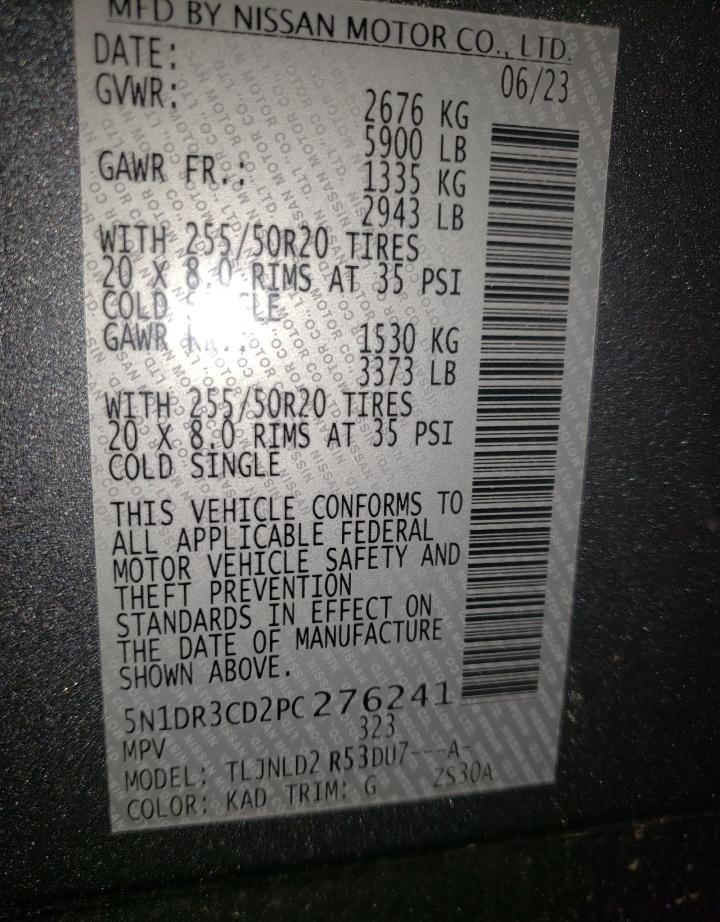 MFD BY NISSAN MOTOR CO., LTD.
DATE: 06/23
GVWR: 2676 KG
5900 LB
GAWR FR.: 1335 KG
2943 LB
WITH 255/50R20 TIRES
20 X 8.0 RIMS AT 35 PSI
COLD
GAWR 1530 KG
3373 LB
WITH 255/50R20 TIRES
20 X 8.0 RIMS AT 35 PSI
COLD SINGLE
THIS VEHICLE CONFORMS TO
ALL APPLICABLE FEDERAL
MOTOR VEHICLE SAFETY AND
THEFT PREVENTION
STANDARDS IN EFFECT ON
THE DATE OF MANUFACTURE
SHOWN ABOVE.
5N1DR3CD2PC276241
MPV 323
MODEL: TLJNLD2 R53DU7---A-
COLOR: KAD TRIM: G ZS30A